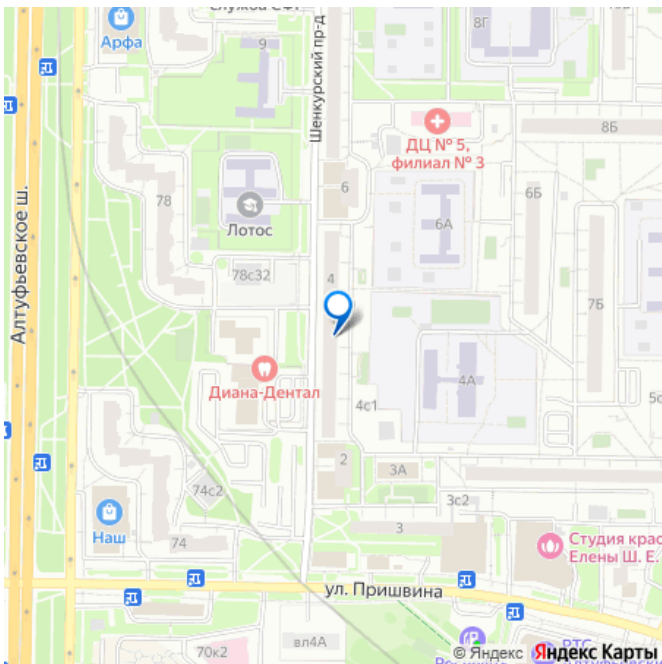 Арфа
9
8Г
Шенкурский пр-д
ДЦ № 5,
филиал № 3
8Б
78
Лотос
6
6А
6Б
Алтуфьевское ш.
78с32
4
7Б
Диана-Дентал
4А
4с1
2
3А
74с2
3с2
Наш
74
3
Студия крас
Елены Ш. Е.
ул. Пришвина
70к2
вл4А
© Яндекс Яндекс Карты